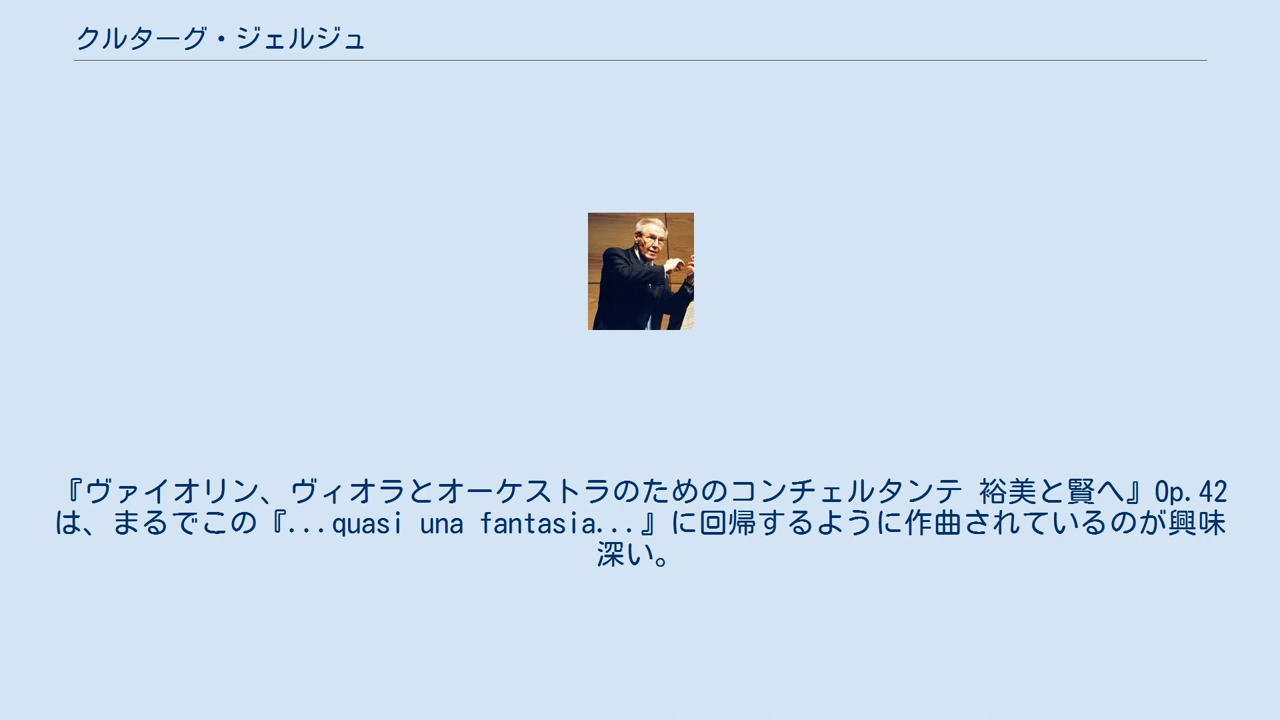 クルターグ・ジェルジュ
『ヴァイオリン、ヴィオラとオーケストラのためのコンチェルタンテ 裕美と賢へ』Op.42
は、まるでこの『...quasi una fantasia...』に回帰するように作曲されているのが興味
深い。